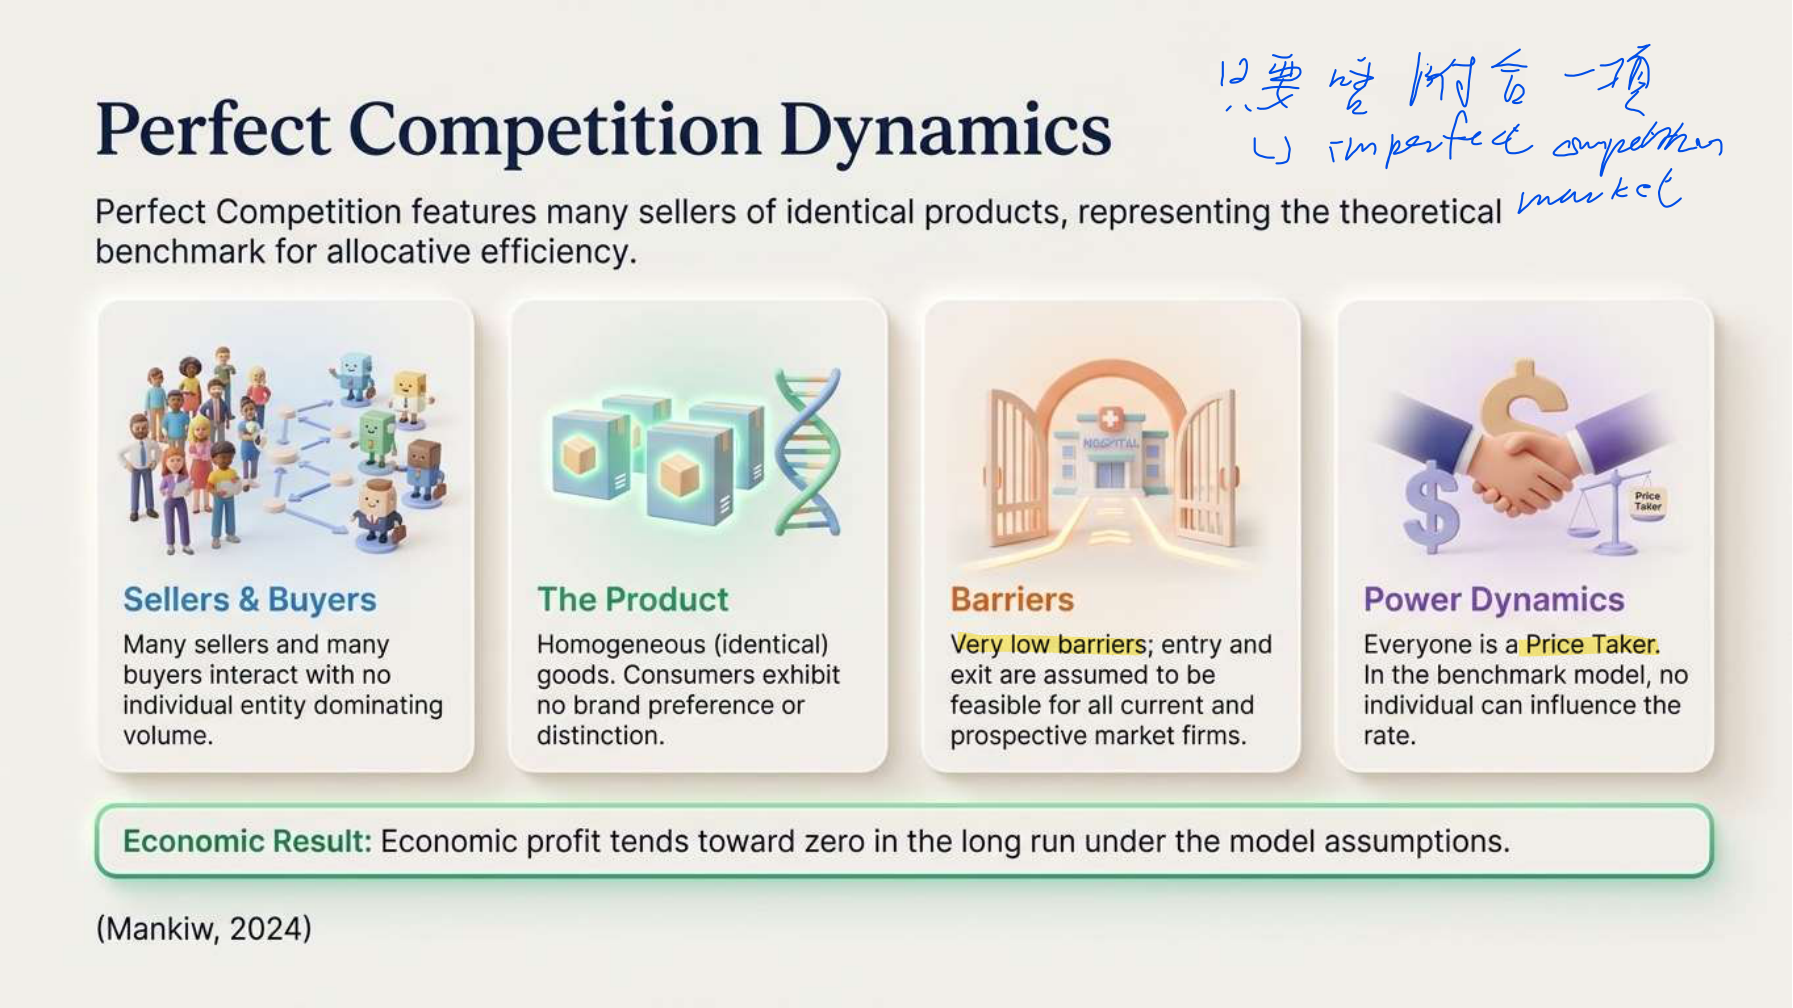 只要唔附合一項
↳ imperfect competition
market
Perfect Competition Dynamics
Perfect Competition features many sellers of identical products, representing the theoretical
benchmark for allocative efficiency.
HOSPITAL
Price
Taker
Sellers & Buyers
Many sellers and many
buyers interact with no
individual entity dominating
volume.
The Product
Homogeneous (identical)
goods. Consumers exhibit
no brand preference or
distinction.
Barriers
Very low barriers; entry and
exit are assumed to be
feasible for all current and
prospective market firms.
Power Dynamics
Everyone is a Price Taker.
In the benchmark model, no
individual can influence the
rate.
Economic Result: Economic profit tends toward zero in the long run under the model assumptions.
(Mankiw, 2024)